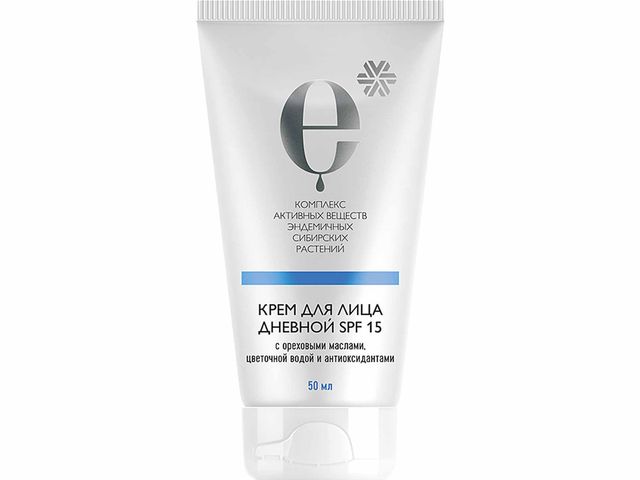 e
КОМПЛЕКС
АКТИВНЫХ ВЕЩЕСТВ
ЭНДЕМИЧНЫХ
СИБИРСКИХ
РАСТЕНИЙ
КРЕМ ДЛЯ ЛИЦА
ДНЕВНОЙ SPF 15
с ореховыми маслами,
цветочной водой и антиоксидантами
50 мл